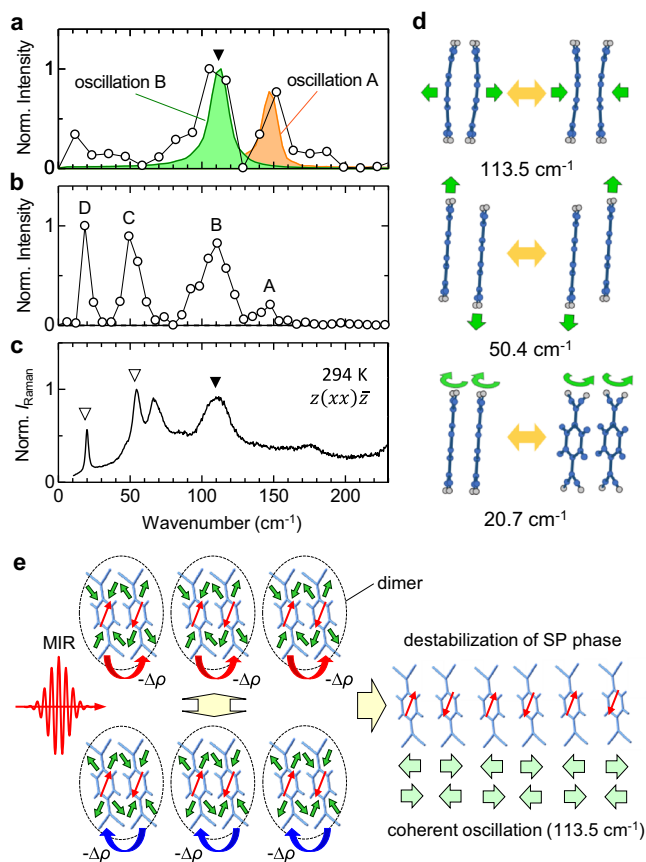 a
Norm. Intensity
1
0
oscillation B
oscillation A
b
Norm. Intensity
1
0
D
C
B
A
c
Norm. I_Raman
1
0
294 K
z(xx)z̄
0
50
100
150
200
Wavenumber (cm⁻¹)
d
113.5 cm⁻¹
50.4 cm⁻¹
20.7 cm⁻¹
e
dimer
MIR
-Δρ
-Δρ
-Δρ
-Δρ
-Δρ
-Δρ
destabilization of SP phase
coherent oscillation (113.5 cm⁻¹)